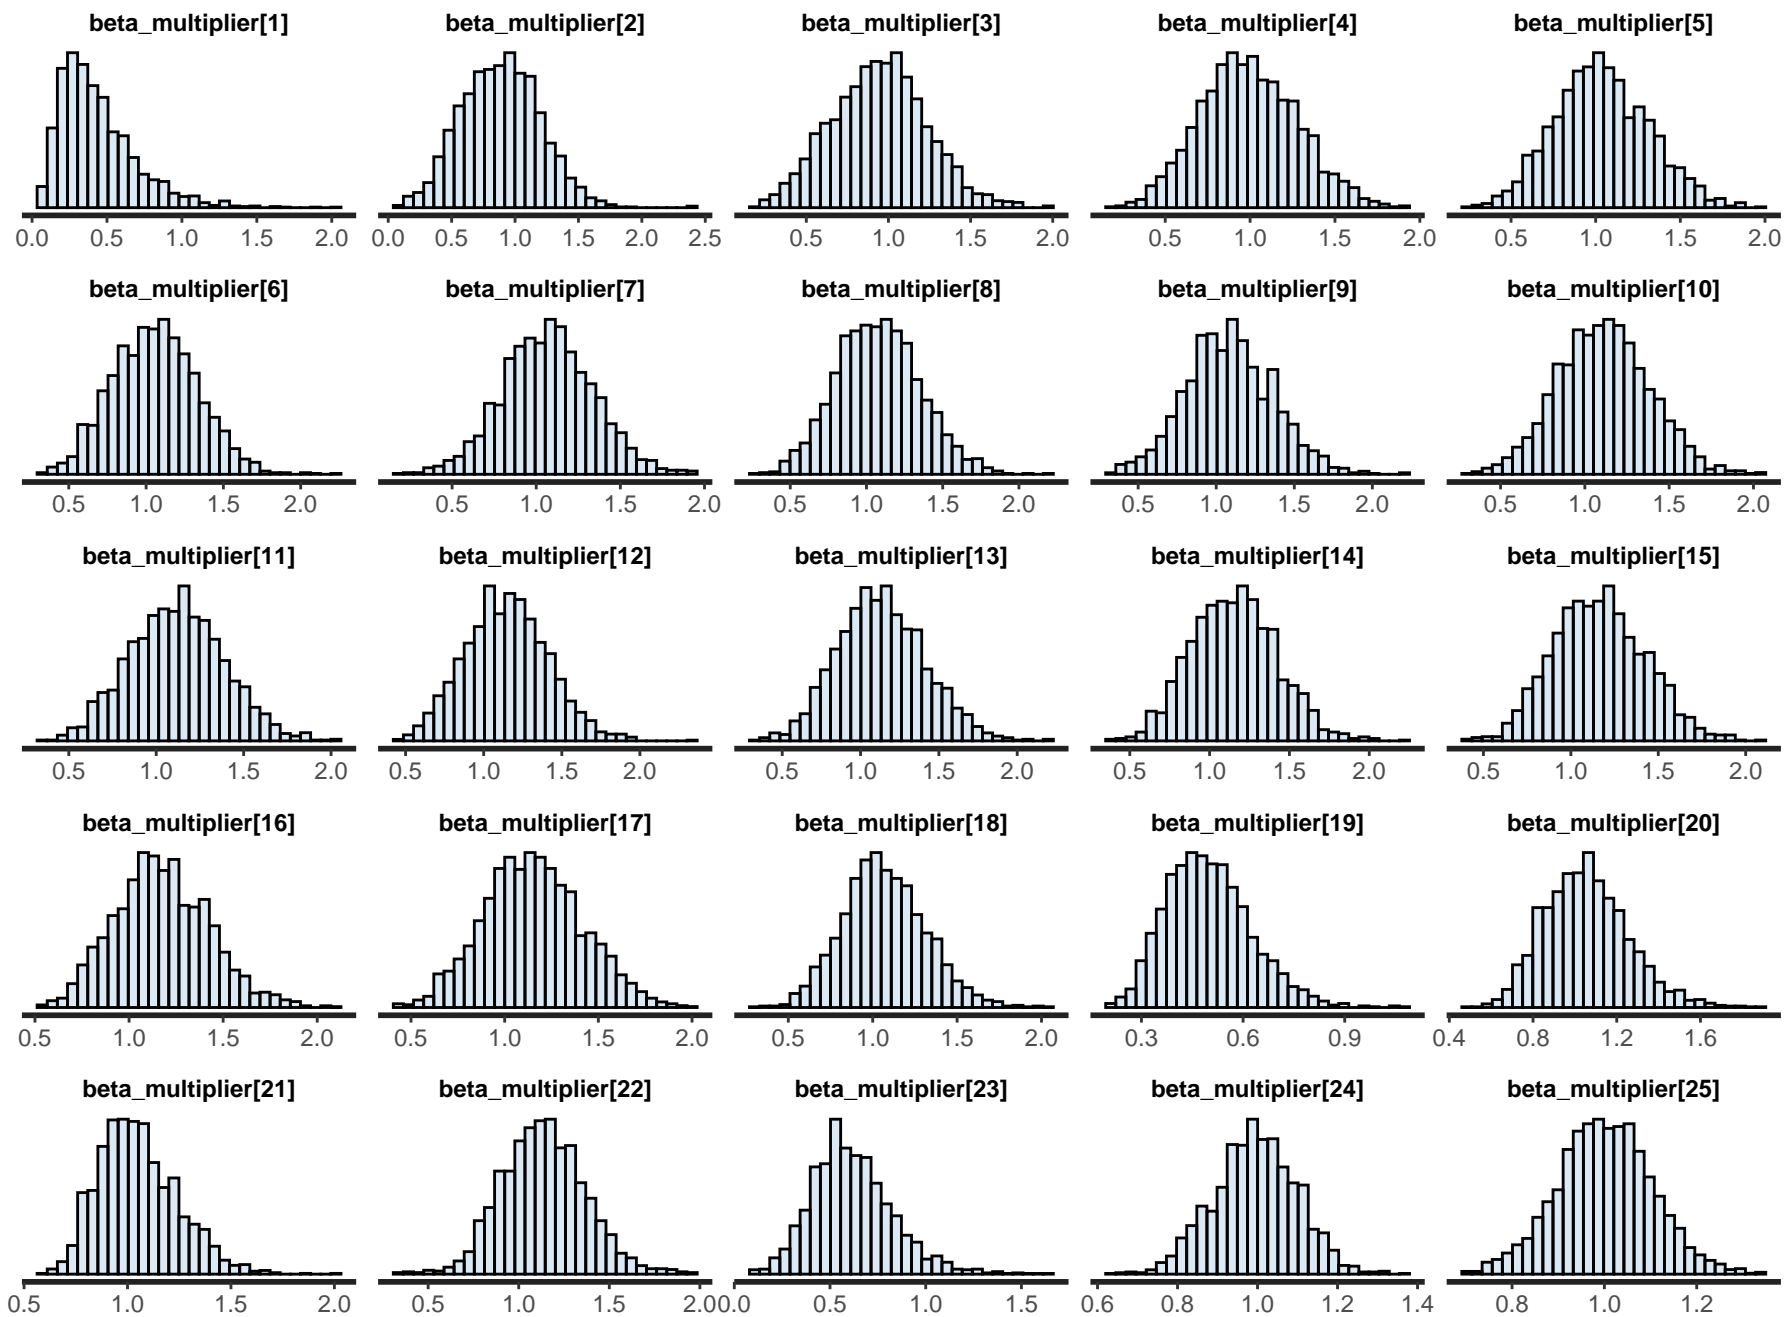 beta_multiplier[1] beta_multiplier[2] beta_multiplier[3] beta_multiplier[4] beta_multiplier[5]
0.0 0.5 1.0 1.5 2.0 0.0 0.5 1.0 1.5 2.0 2.5 0.5 1.0 1.5 2.0 0.5 1.0 1.5 2.0 0.5 1.0 1.5 2.0
beta_multiplier[6] beta_multiplier[7] beta_multiplier[8] beta_multiplier[9] beta_multiplier[10]
0.5 1.0 1.5 2.0 0.5 1.0 1.5 2.0 0.5 1.0 1.5 2.0 0.5 1.0 1.5 2.0 0.5 1.0 1.5 2.0
beta_multiplier[11] beta_multiplier[12] beta_multiplier[13] beta_multiplier[14] beta_multiplier[15]
0.5 1.0 1.5 2.0 0.5 1.0 1.5 2.0 0.5 1.0 1.5 2.0 0.5 1.0 1.5 2.0 0.5 1.0 1.5 2.0
beta_multiplier[16] beta_multiplier[17] beta_multiplier[18] beta_multiplier[19] beta_multiplier[20]
0.5 1.0 1.5 2.0 0.5 1.0 1.5 2.0 0.5 1.0 1.5 2.0 0.3 0.6 0.9 0.4 0.8 1.2 1.6
beta_multiplier[21] beta_multiplier[22] beta_multiplier[23] beta_multiplier[24] beta_multiplier[25]
0.5 1.0 1.5 2.0 0.5 1.0 1.5 2.0 0.0 0.5 1.0 1.5 0.6 0.8 1.0 1.2 1.4 0.8 1.0 1.2